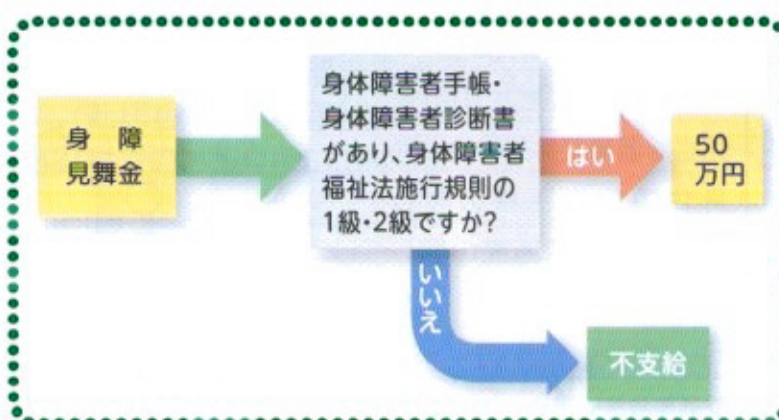 身 障
見舞金
身体障害者手帳・
身体障害者診断書
があり、身体障害者
福祉法施行規則の
1級・2級ですか?
はい
50
万円
いいえ
不支給